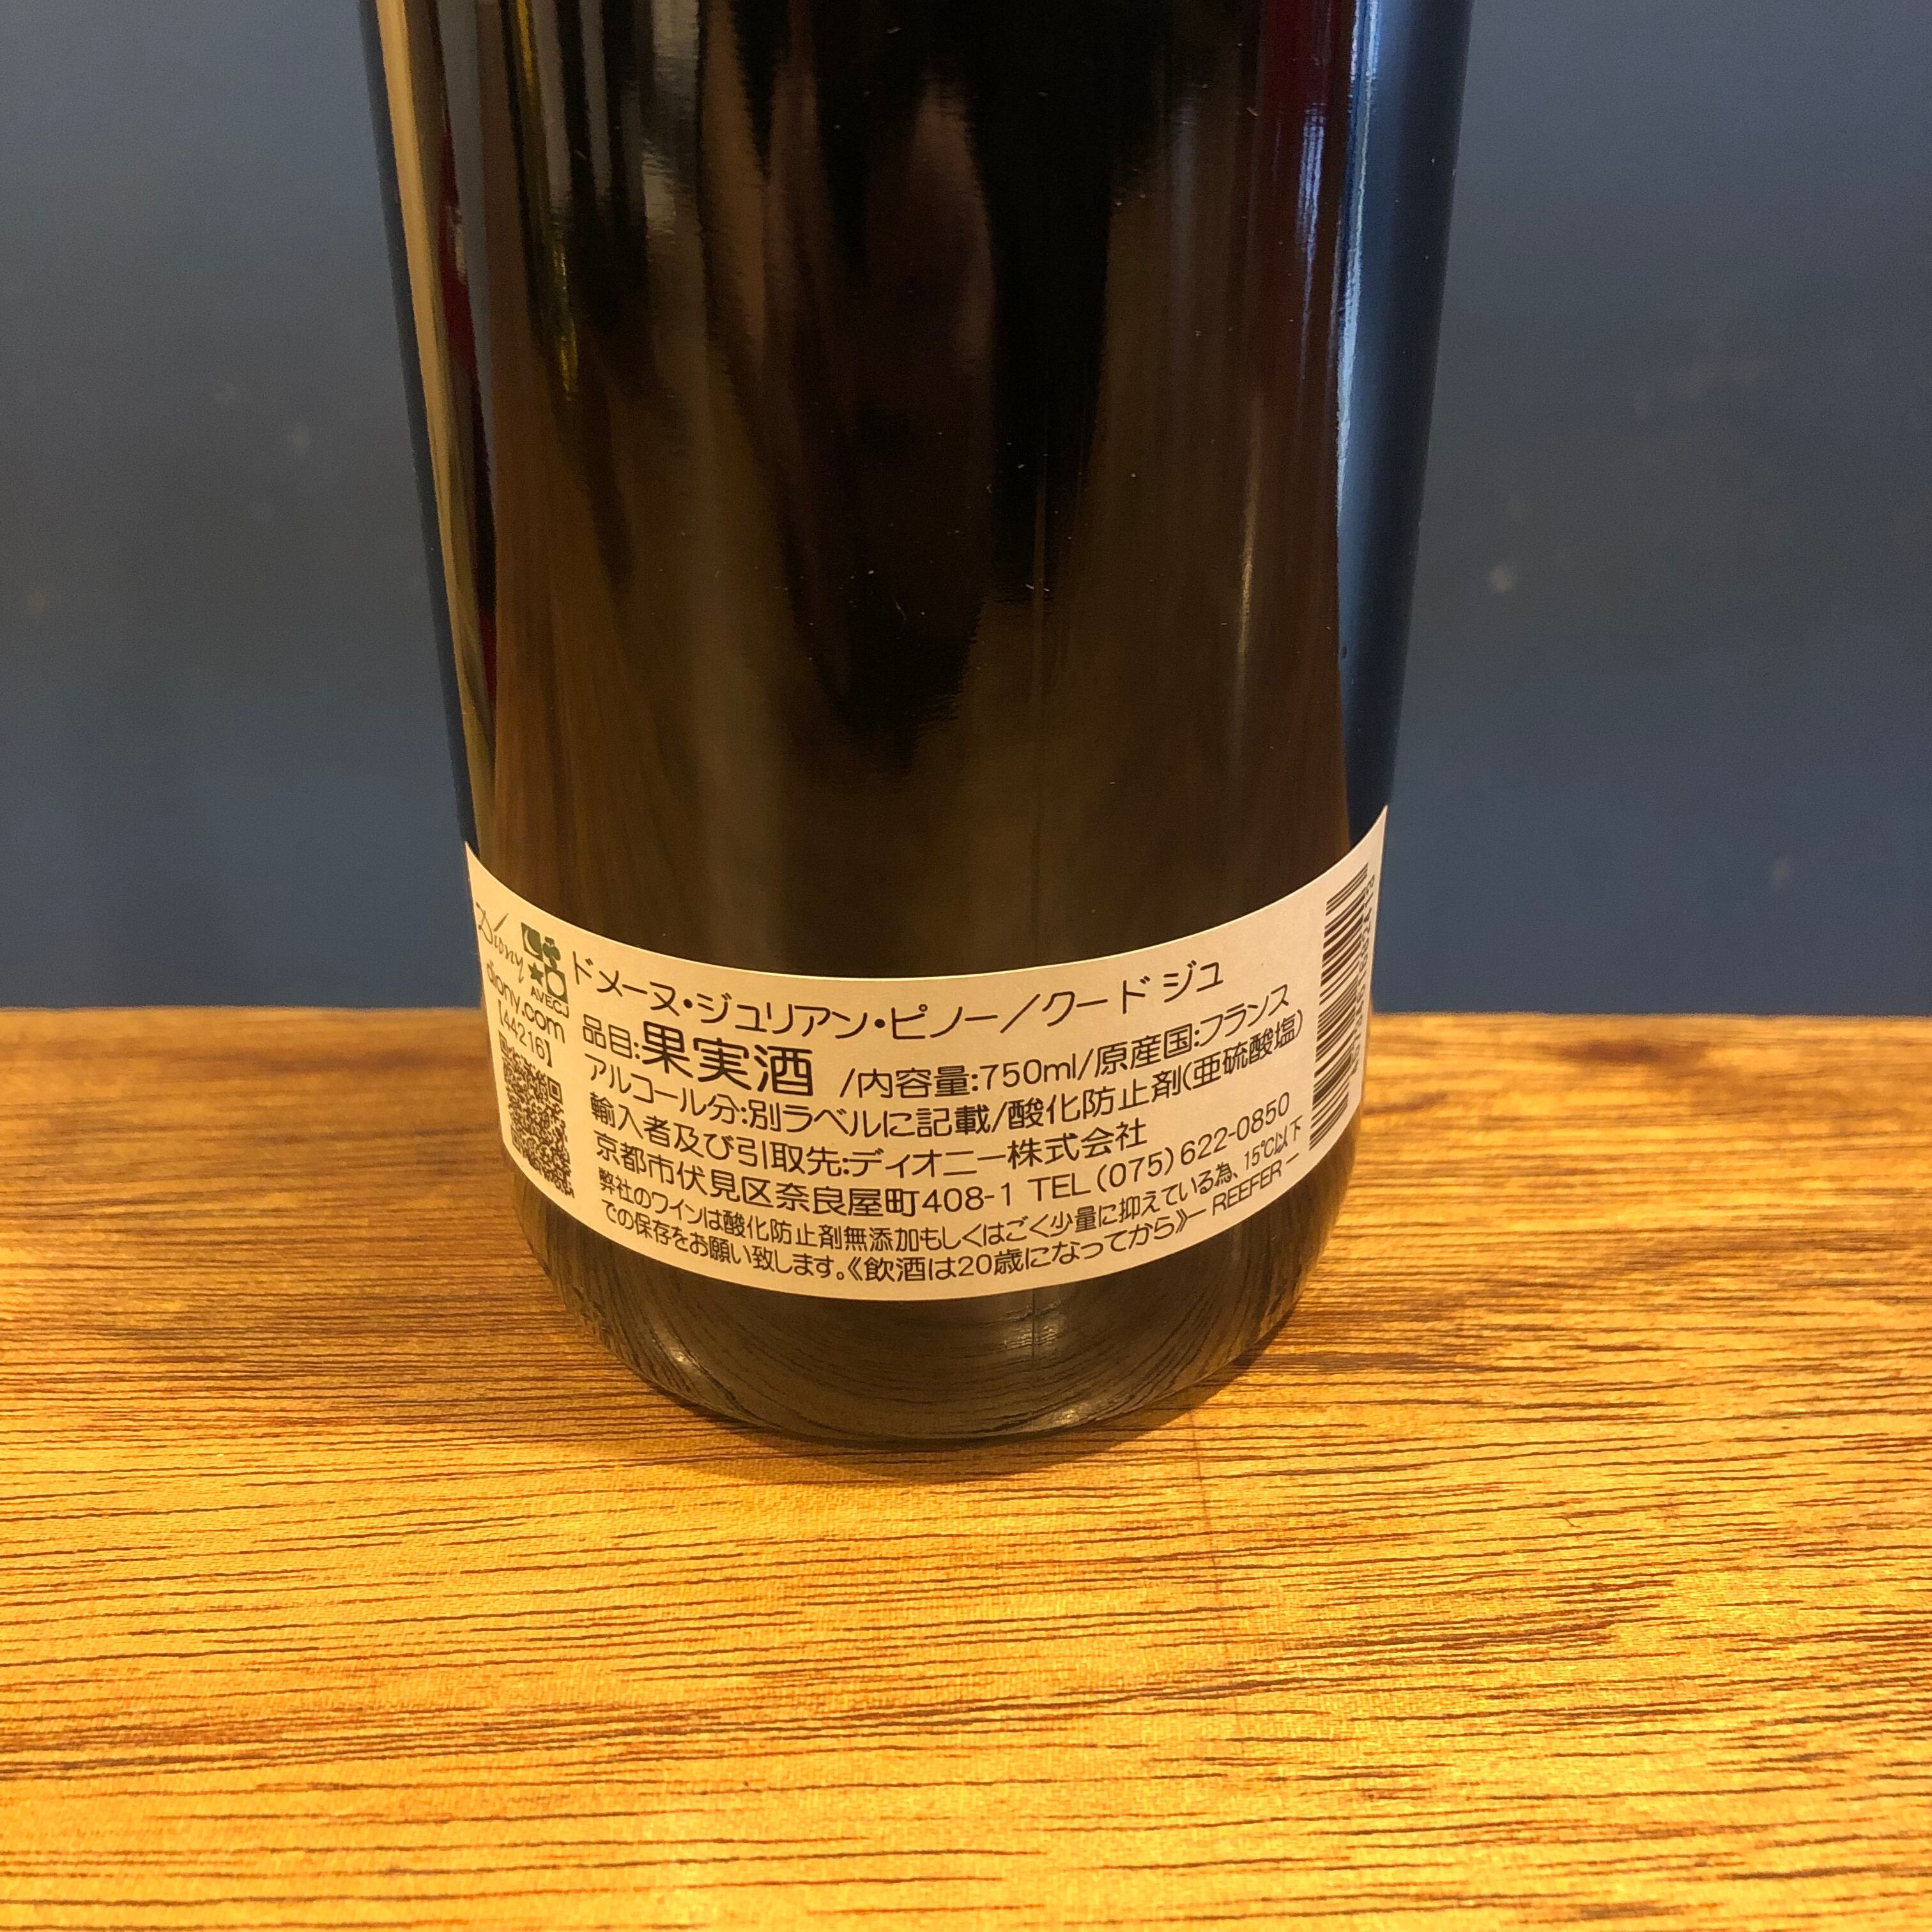 Diony
AVECJ
diony.com
【44216】
ドメーヌ・ジュリアン・ピノー／クード ジュ
品目:果実酒 /内容量:750ml/原産国:フランス
アルコール分:別ラベルに記載/酸化防止剤(亜硫酸塩)
輸入者及び引取先:ディオニー株式会社
京都市伏見区奈良屋町408-1 TEL(075)622-0850
弊社のワインは酸化防止剤無添加もしくはごく少量に抑えている為、15℃以下
での保存をお願い致します。《飲酒は20歳になってから》ー REEFER ー